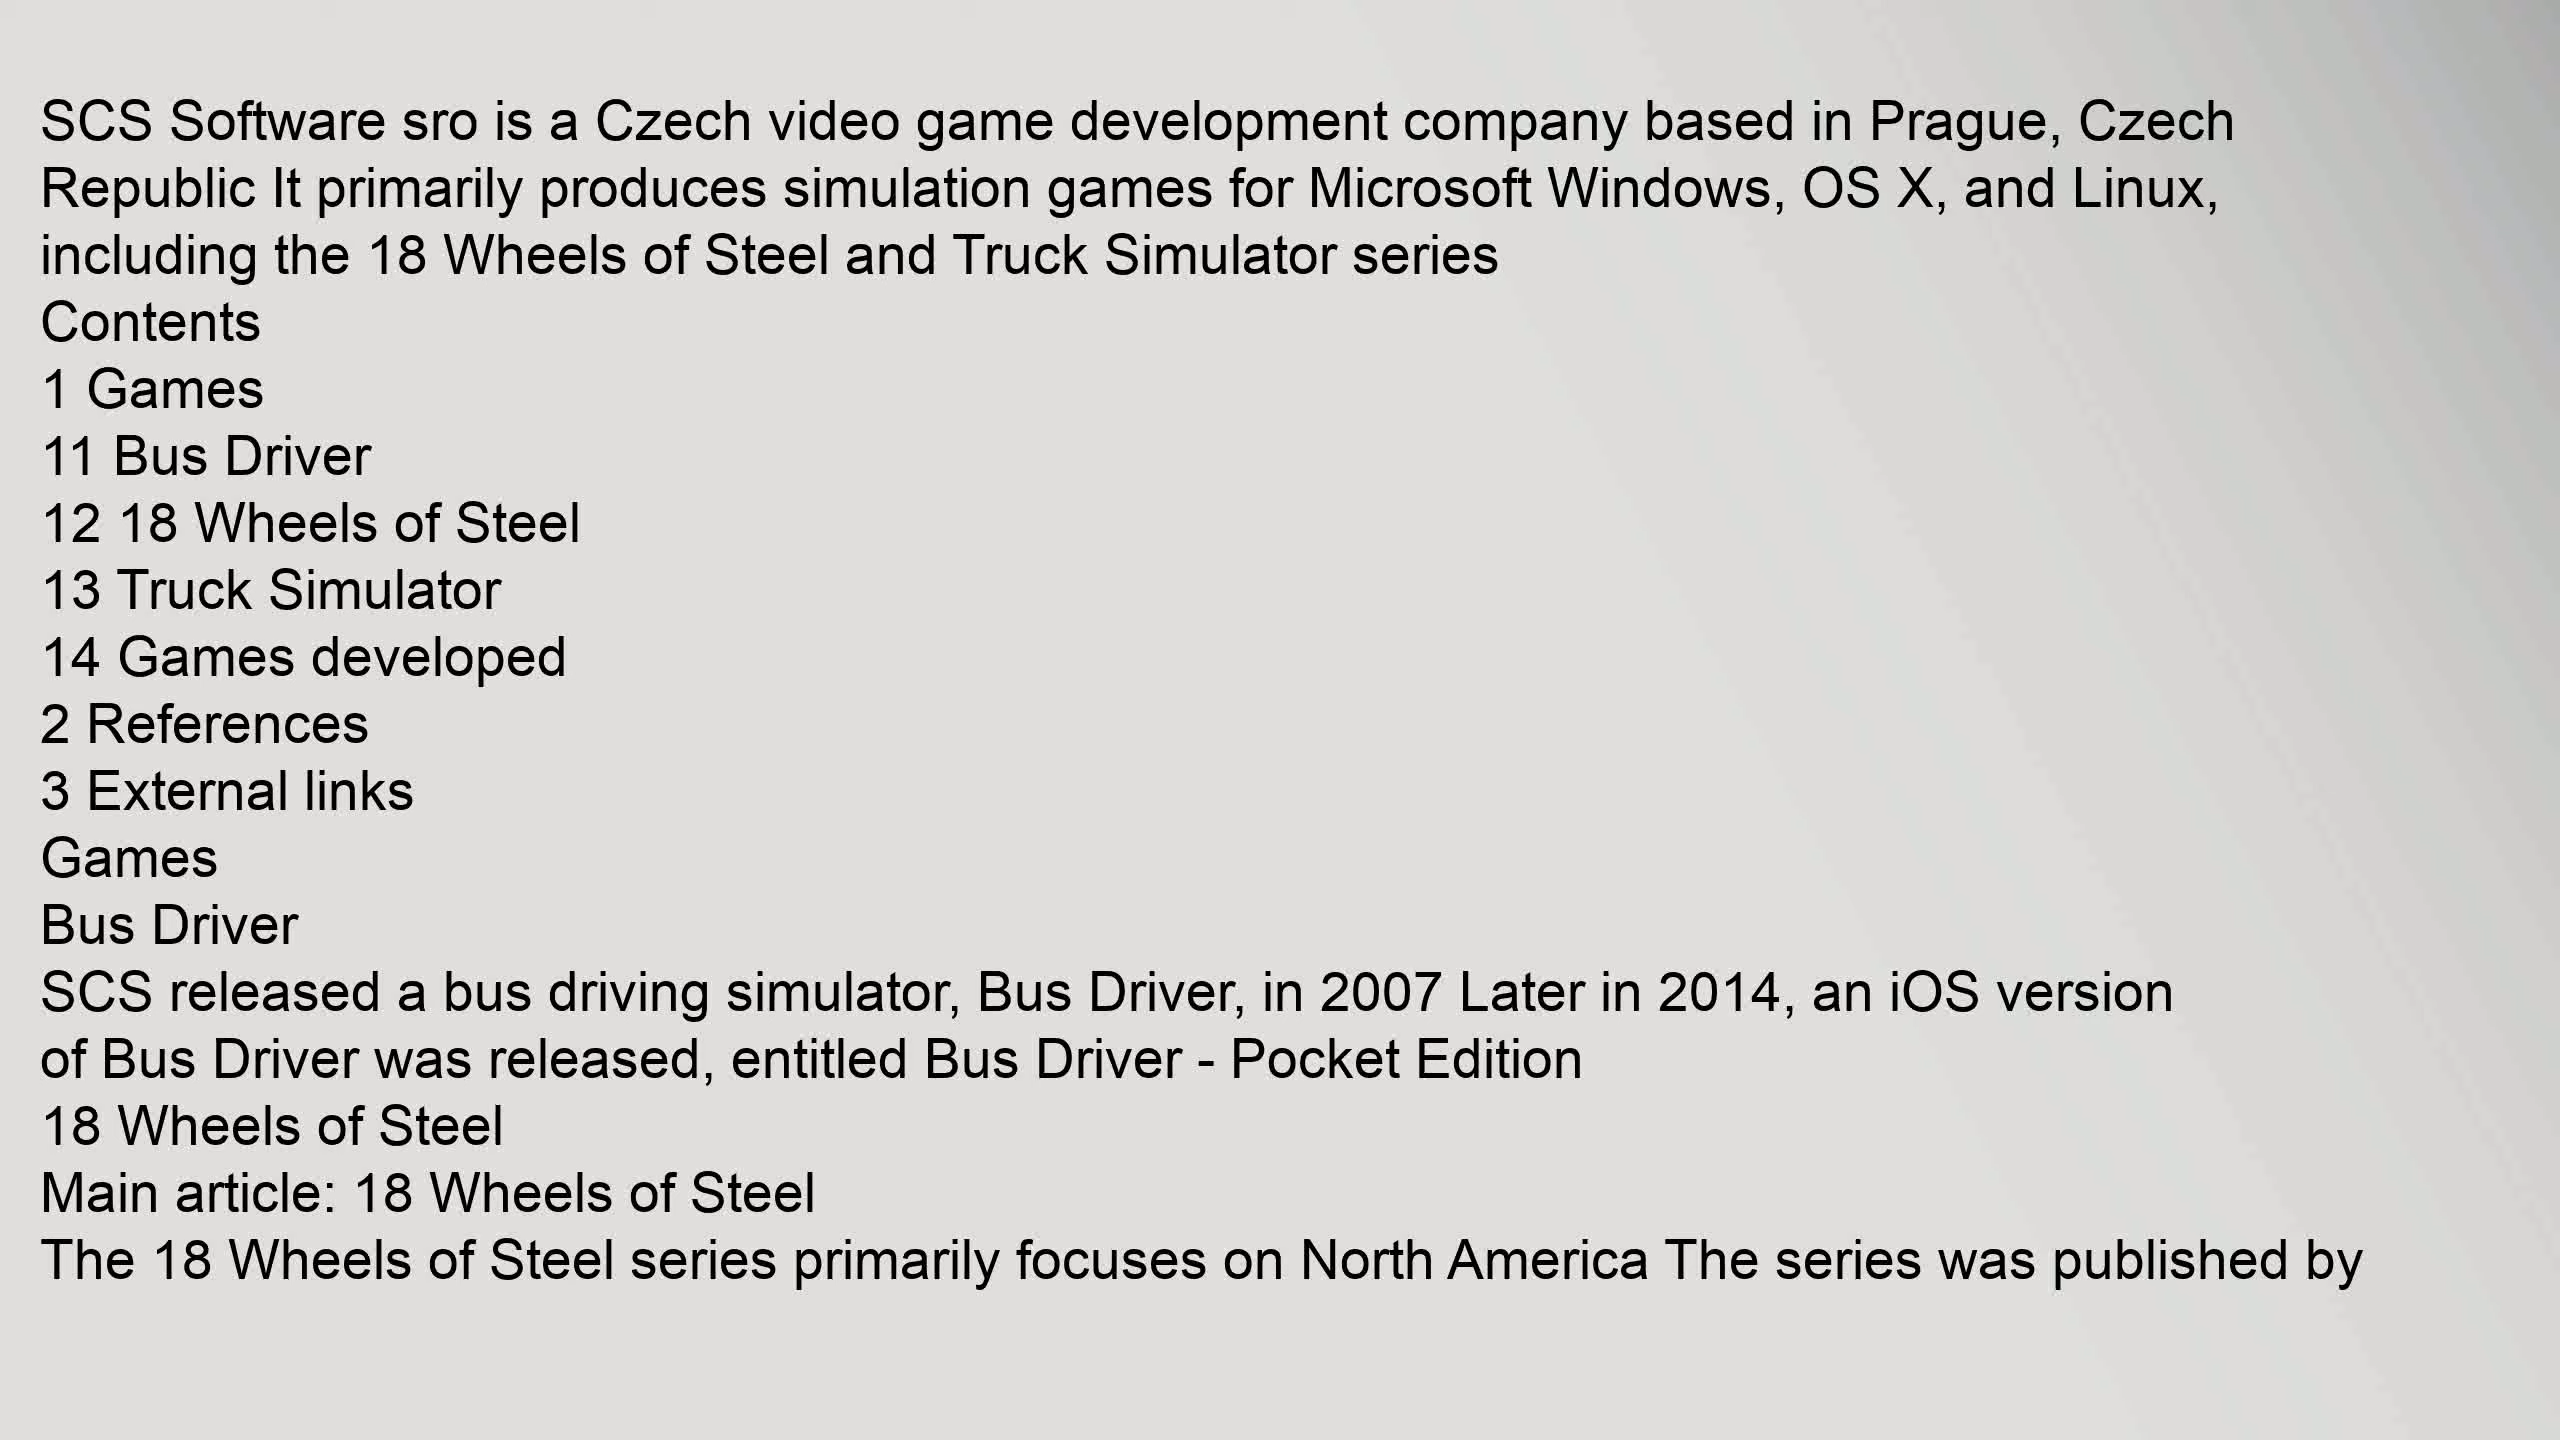 SCS Software sro is a Czech video game development company based in Prague, Czech
Republic It primarily produces simulation games for Microsoft Windows, OS X, and Linux,
including the 18 Wheels of Steel and Truck Simulator series
Contents
1 Games
11 Bus Driver
12 18 Wheels of Steel
13 Truck Simulator
14 Games developed
2 References
3 External links
Games
Bus Driver
SCS released a bus driving simulator, Bus Driver, in 2007 Later in 2014, an iOS version
of Bus Driver was released, entitled Bus Driver - Pocket Edition
18 Wheels of Steel
Main article: 18 Wheels of Steel
The 18 Wheels of Steel series primarily focuses on North America The series was published by